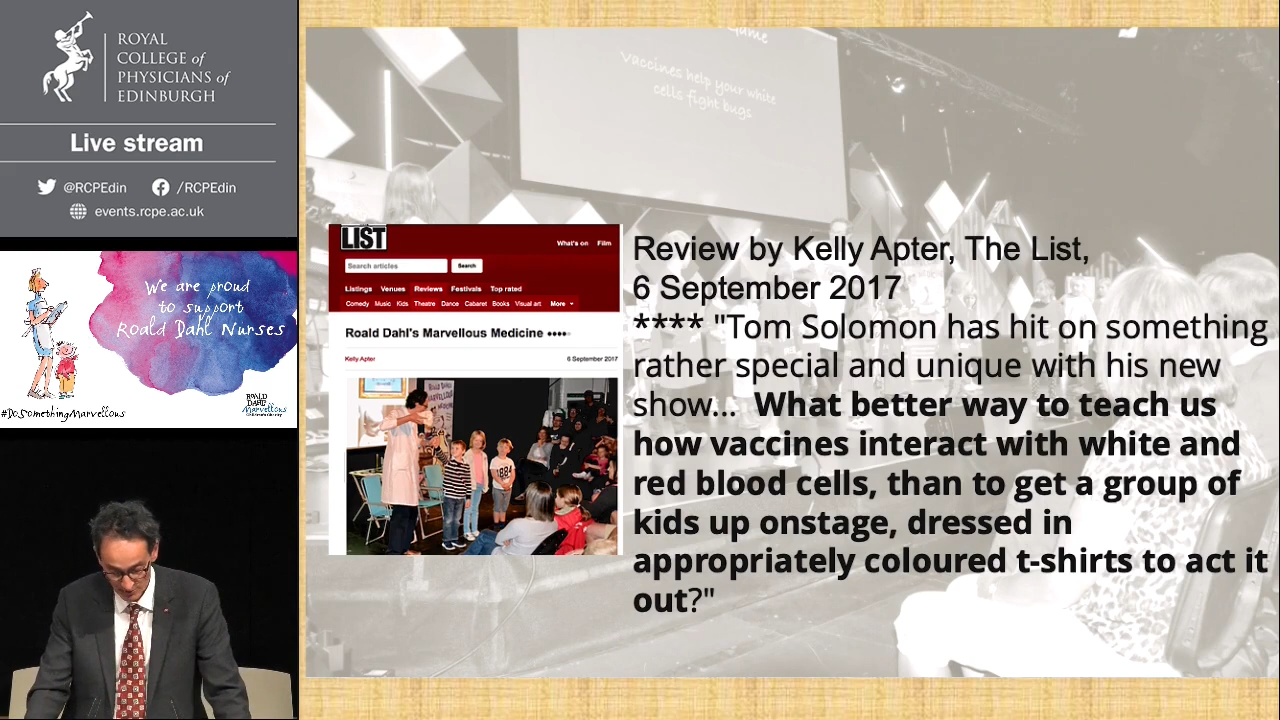 ROYAL
COLLEGE of
PHYSICIANS of
EDINBURGH
Live stream
@RCPEdin
/RCPEdin
events.rcpe.ac.uk
We are proud
to support
Roald Dahl Nurses
#DoSomethingMarvellous
ROALD
DAHL'S
Marvellous
Game
Vaccines help your white
cells fight bugs
LIST
What's on Film
Search articles Search
Listings Venues Reviews Festivals Top rated
Comedy Music Kids Theatre Dance Cabaret Books Visual art More
Roald Dahl's Marvellous Medicine
Kelly Apter 6 September 2017
1884
Review by Kelly Apter, The List,
6 September 2017
**** "Tom Solomon has hit on something
rather special and unique with his new
show... What better way to teach us
how vaccines interact with white and
red blood cells, than to get a group of
kids up onstage, dressed in
appropriately coloured t-shirts to act it
out?"